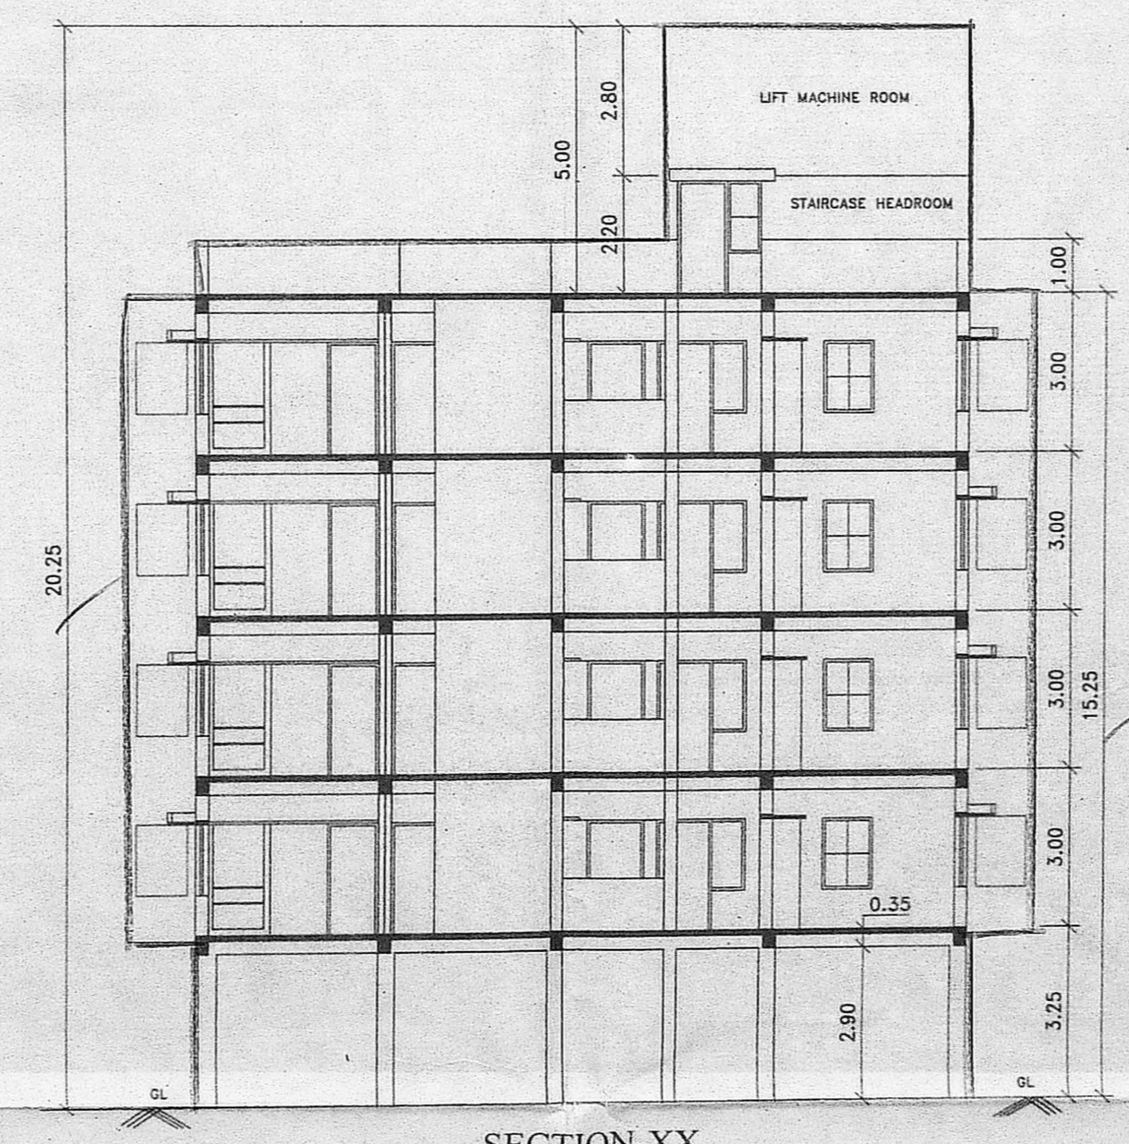 2.80
LIFT MACHINE ROOM
5.00
STAIRCASE HEADROOM
2.20
1.00
3.00
3.00
20.25
3.00
15.25
3.00
0.35
2.90
3.25
GL
GL
SECTION XX